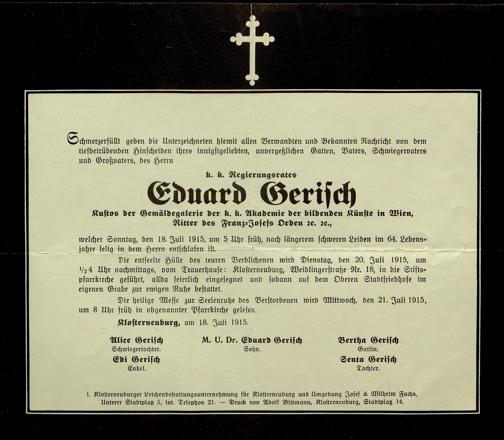 Schmerzerfüllt geben die Unterzeichneten hiemit allen Verwandten und Bekannten Nachricht von dem
tiefbetrübenden Hinscheiden ihres innigstgeliebten, unvergeßlichen Gatten, Vaters, Schwiegervaters
und Großvaters, des Herrn
k. k. Regierungsrates
Eduard Gerisch
Kustos der Gemäldegalerie der k. k. Akademie der bildenden Künste in Wien,
Ritter des Franz-Josefs Orden ꝛc. ꝛc.,
welcher Sonntag, den 18. Juli 1915, um 5 Uhr früh, nach längerem schweren Leiden im 64. Lebens-
jahre selig in dem Herrn entschlafen ist.
Die entseelte Hülle des teuren Verblichenen wird Dienstag, den 20. Juli 1915, um
1/24 Uhr nachmittags, vom Trauerhause: Klosterneuburg, Weidlingerstraße Nr. 18, in die Stifts-
pfarrkirche geführt, allda feierlich eingesegnet und sodann auf dem Oberen Stadtfriedhofe im
eigenen Grabe zur ewigen Ruhe bestattet.
Die heilige Messe zur Seelenruhe des Verstorbenen wird Mittwoch, den 21. Juli 1915,
um 8 Uhr früh in obgenannter Pfarrkirche gelesen.
Klosterneuburg, am 18. Juli 1915.
Alice Gerisch M. U. Dr. Eduard Gerisch Bertha Gerisch
Schwiegertochter. Sohn. Gattin.
Edi Gerisch Senta Gerisch
Enkel. Tochter.
1. Klosterneuburger Leichenbestattungsunternehmung für Klosterneuburg und Umgebung Josef & Wilhelm Fuchs,
Unterer Stadtplatz 5, int. Telephon 21. — Druck von Adolf Bittmann, Klosterneuburg, Stadtplatz 14.